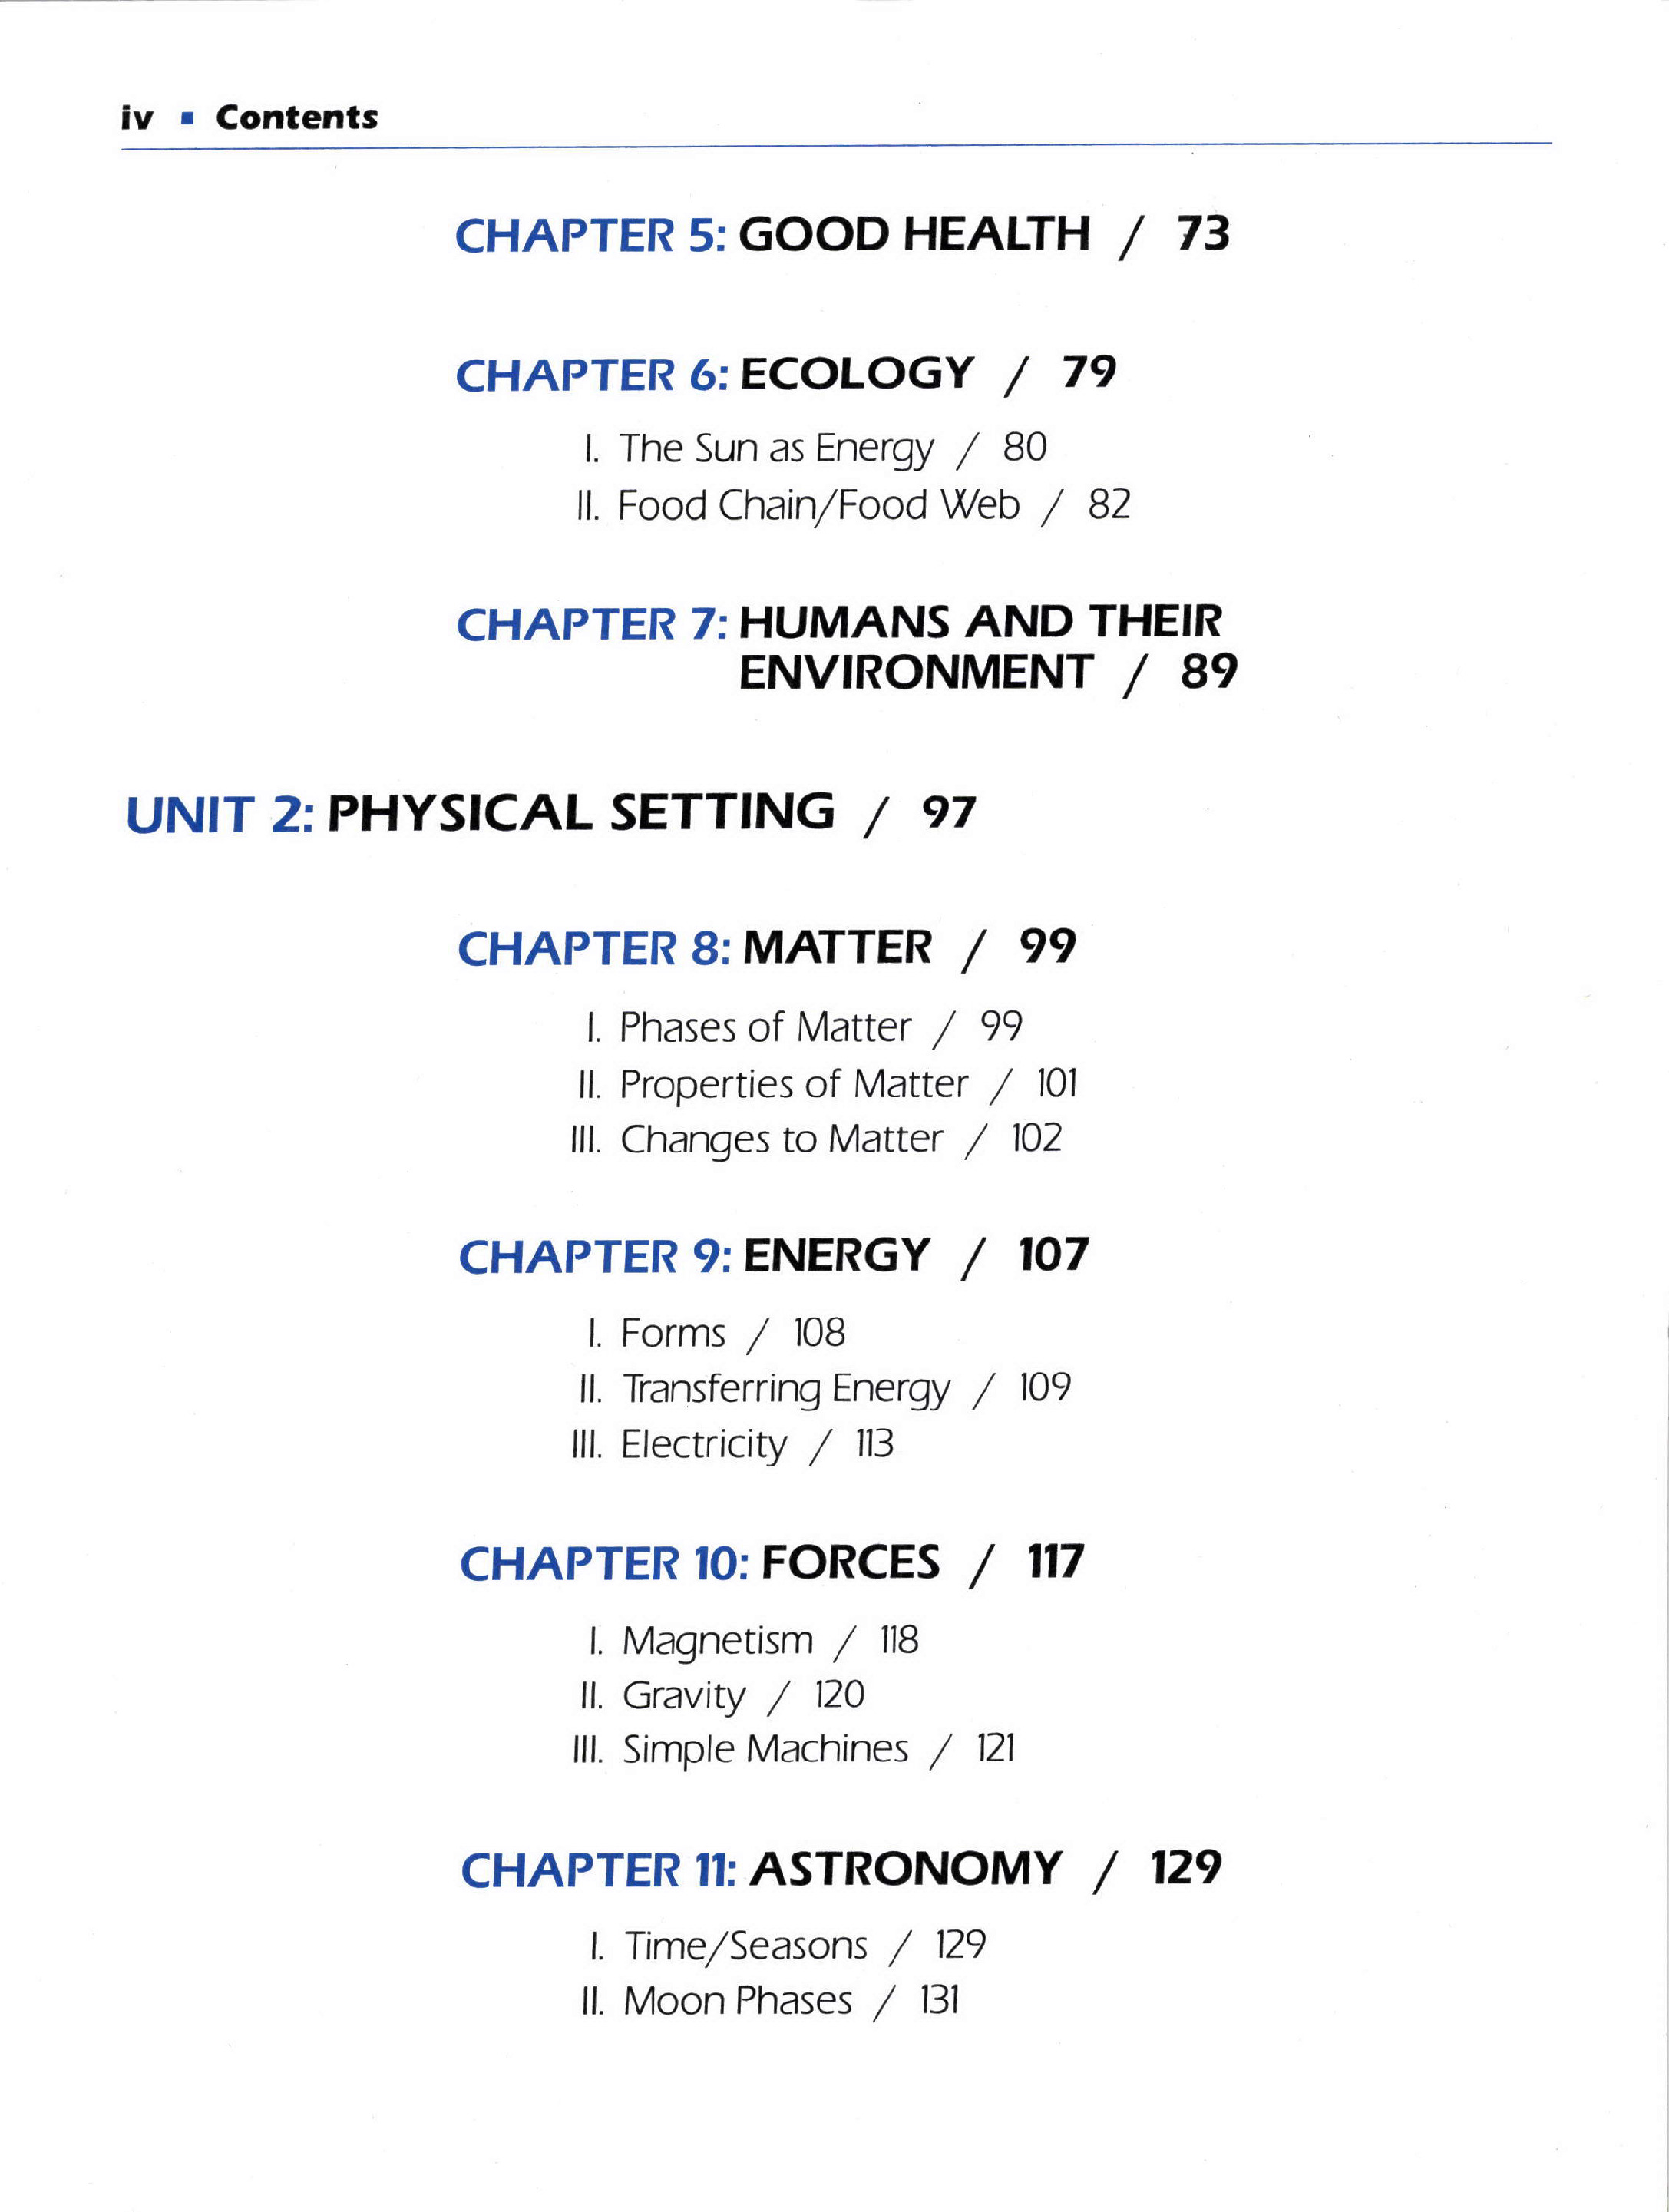 iv ▪ Contents
CHAPTER 5: GOOD HEALTH / 73
CHAPTER 6: ECOLOGY / 79
I. The Sun as Energy / 80
II. Food Chain/Food Web / 82
CHAPTER 7: HUMANS AND THEIR
ENVIRONMENT / 89
UNIT 2: PHYSICAL SETTING / 97
CHAPTER 8: MATTER / 99
I. Phases of Matter / 99
II. Properties of Matter / 101
III. Changes to Matter / 102
CHAPTER 9: ENERGY / 107
I. Forms / 108
II. Transferring Energy / 109
III. Electricity / 113
CHAPTER 10: FORCES / 117
I. Magnetism / 118
II. Gravity / 120
III. Simple Machines / 121
CHAPTER 11: ASTRONOMY / 129
I. Time/Seasons / 129
II. Moon Phases / 131